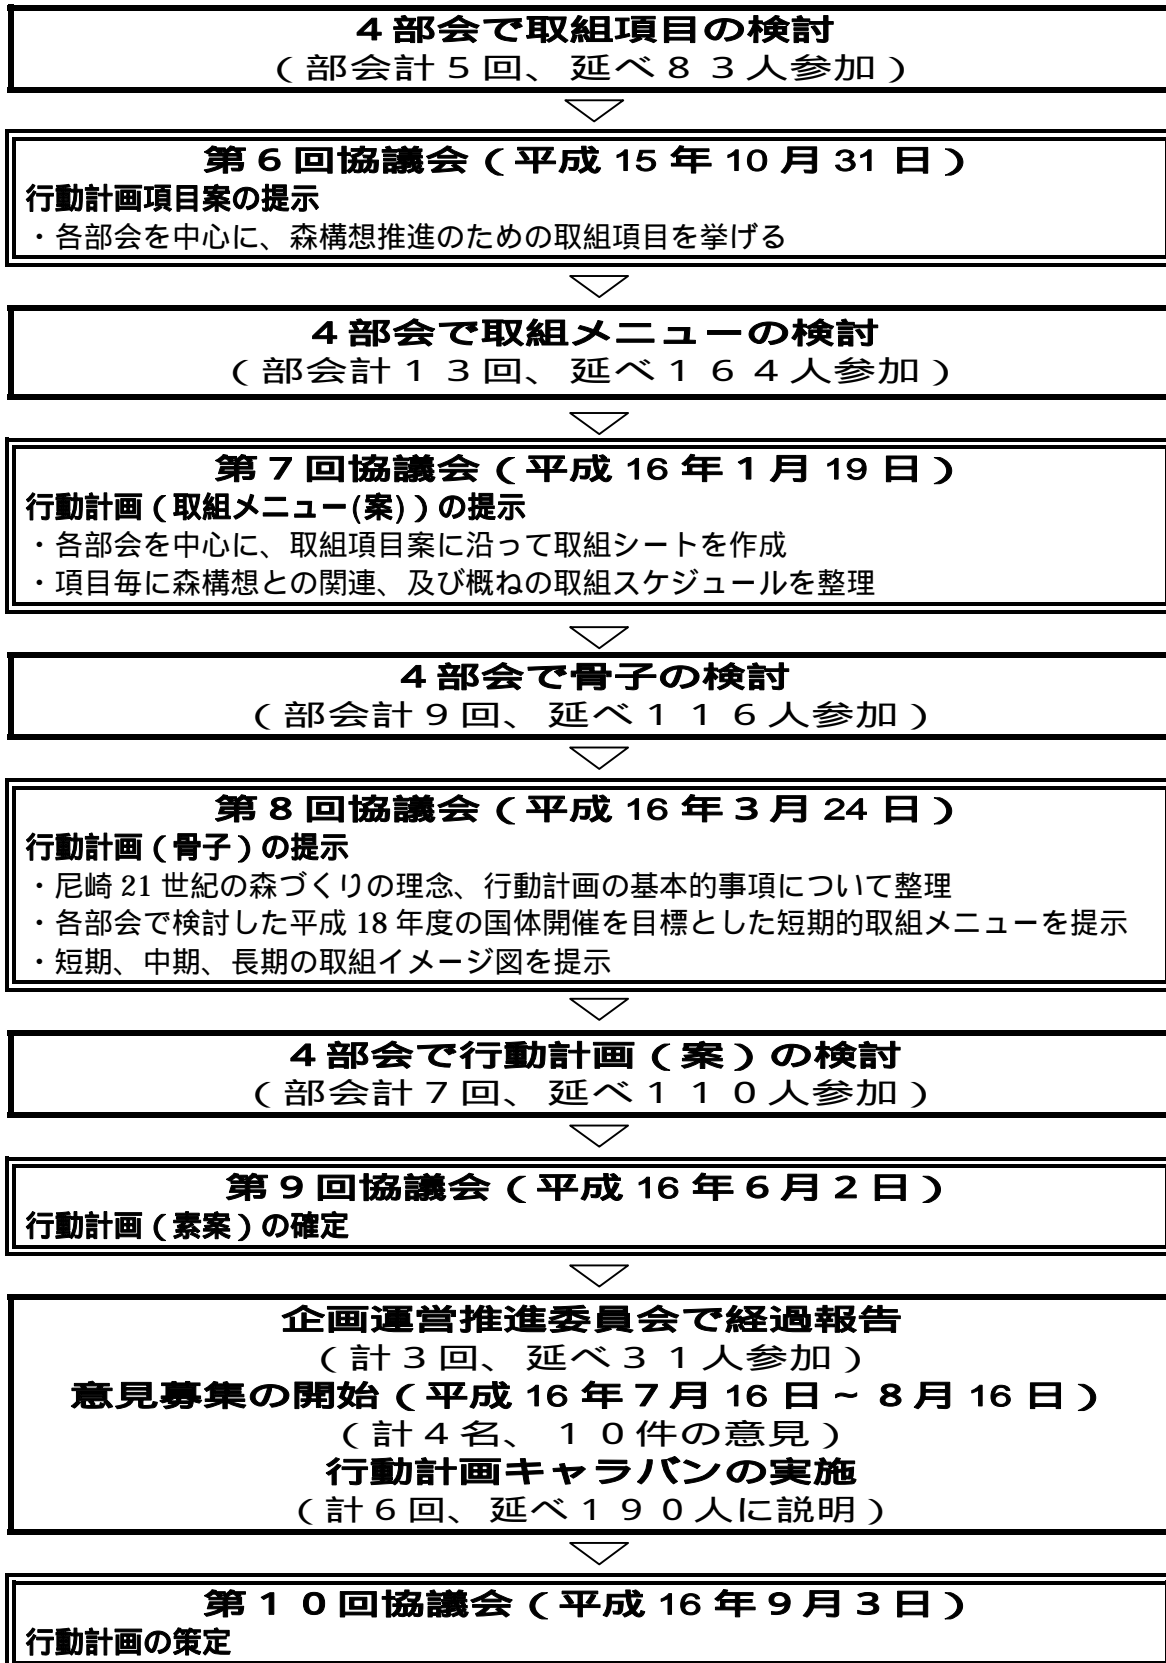 ４部会で取組項目の検討
（部会計５回、延べ８３人参加）
第６回協議会（平成 15 年 10 月 31 日）
行動計画項目案の提示
・各部会を中心に、森構想推進のための取組項目を挙げる
４部会で取組メニューの検討
（部会計１３回、延べ１６４人参加）
第７回協議会（平成 16 年１月 19 日）
行動計画（取組メニュー(案)）の提示
・各部会を中心に、取組項目案に沿って取組シートを作成
・項目毎に森構想との関連、及び概ねの取組スケジュールを整理
４部会で骨子の検討
（部会計９回、延べ１１６人参加）
第８回協議会（平成 16 年３月 24 日）
行動計画（骨子）の提示
・尼崎 21 世紀の森づくりの理念、行動計画の基本的事項について整理
・各部会で検討した平成 18 年度の国体開催を目標とした短期的取組メニューを提示
・短期、中期、長期の取組イメージ図を提示
４部会で行動計画（案）の検討
（部会計７回、延べ１１０人参加）
第９回協議会（平成 16 年６月２日）
行動計画（素案）の確定
企画運営推進委員会で経過報告
（計３回、延べ３１人参加）
意見募集の開始（平成 16 年７月 16 日～８月 16 日）
（計４名、１０件の意見）
行動計画キャラバンの実施
（計６回、延べ１９０人に説明）
第１０回協議会（平成 16 年９月３日）
行動計画の策定